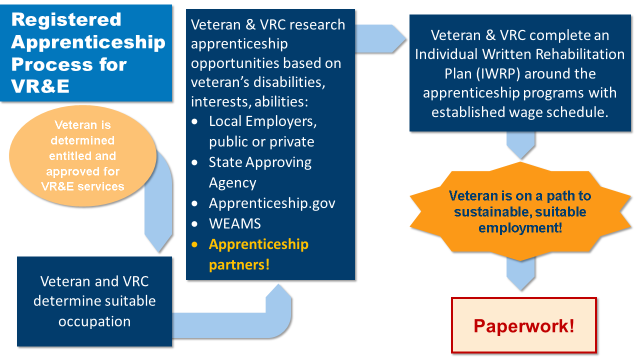 Registered
Apprenticeship
Process for
VR&E
Veteran is
determined
entitled and
approved for
VR&E services
Veteran and VRC
determine suitable
occupation
Veteran & VRC research
apprenticeship
opportunities based on
veteran's disabilities,
interests, abilities:
• Local Employers,
public or private
• State Approving
Agency
• Apprenticeship.gov
• WEAMS
• Apprenticeship
partners!
Veteran & VRC complete an
Individual Written Rehabilitation
Plan (IWRP) around the
apprenticeship programs with
established wage schedule.
Veteran is on a path to
sustainable, suitable
employment!
Paperwork!